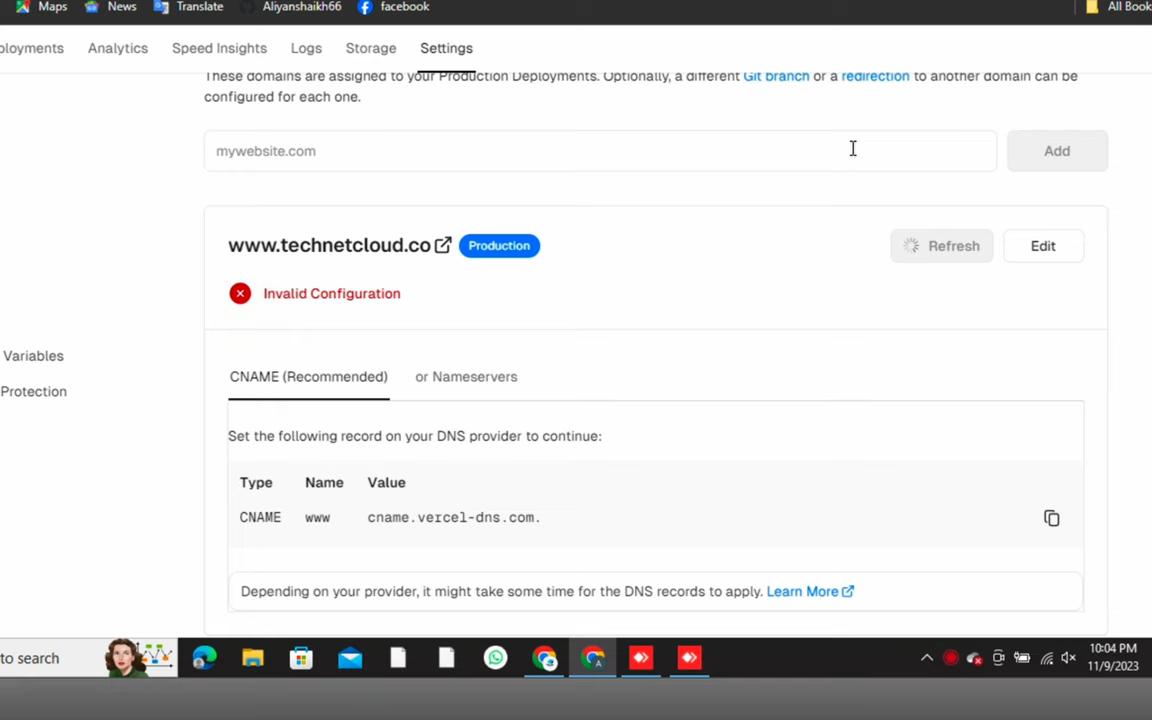 Maps News Translate Aliyanshaikh66 facebook All Book
ployments Analytics Speed Insights Logs Storage Settings
These domains are assigned to your Production Deployments. Optionally, a different Git branch or a redirection to another domain can be
configured for each one.
mywebsite.com Add
www.technetcloud.co Production Refresh Edit
Invalid Configuration
Variables
CNAME (Recommended) or Nameservers
Protection
Set the following record on your DNS provider to continue:
Type Name Value
CNAME www cname.vercel-dns.com.
Depending on your provider, it might take some time for the DNS records to apply. Learn More
to search 10:04 PM
11/9/2023